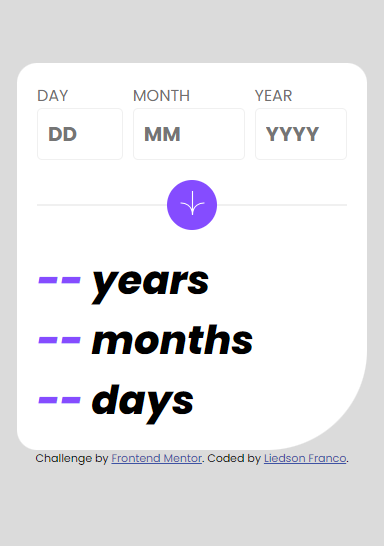 DAY MONTH YEAR
DD MM YYYY
-- years
-- months
-- days
Challenge by Frontend Mentor. Coded by Liedson Franco.